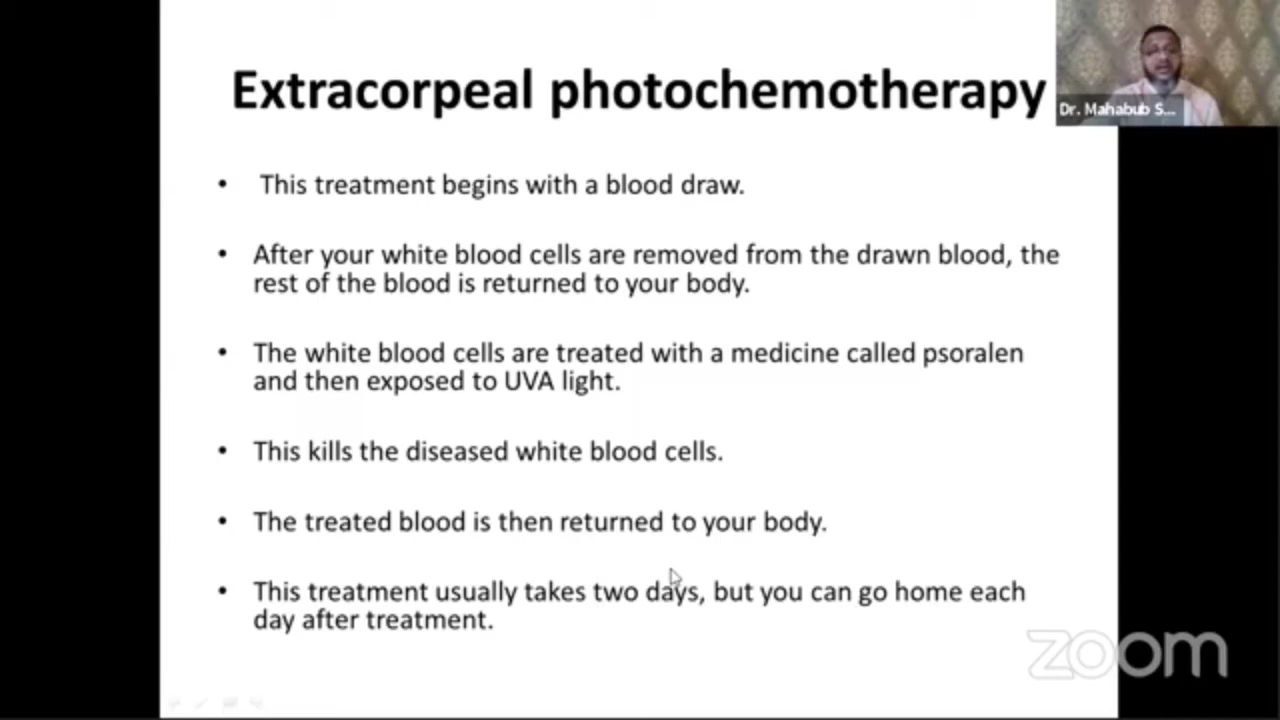 Extracorpeal photochemotherapy
Dr. Mahabub S...
• This treatment begins with a blood draw.
• After your white blood cells are removed from the drawn blood, the
rest of the blood is returned to your body.
• The white blood cells are treated with a medicine called psoralen
and then exposed to UVA light.
• This kills the diseased white blood cells.
• The treated blood is then returned to your body.
• This treatment usually takes two days, but you can go home each
day after treatment.
zoom